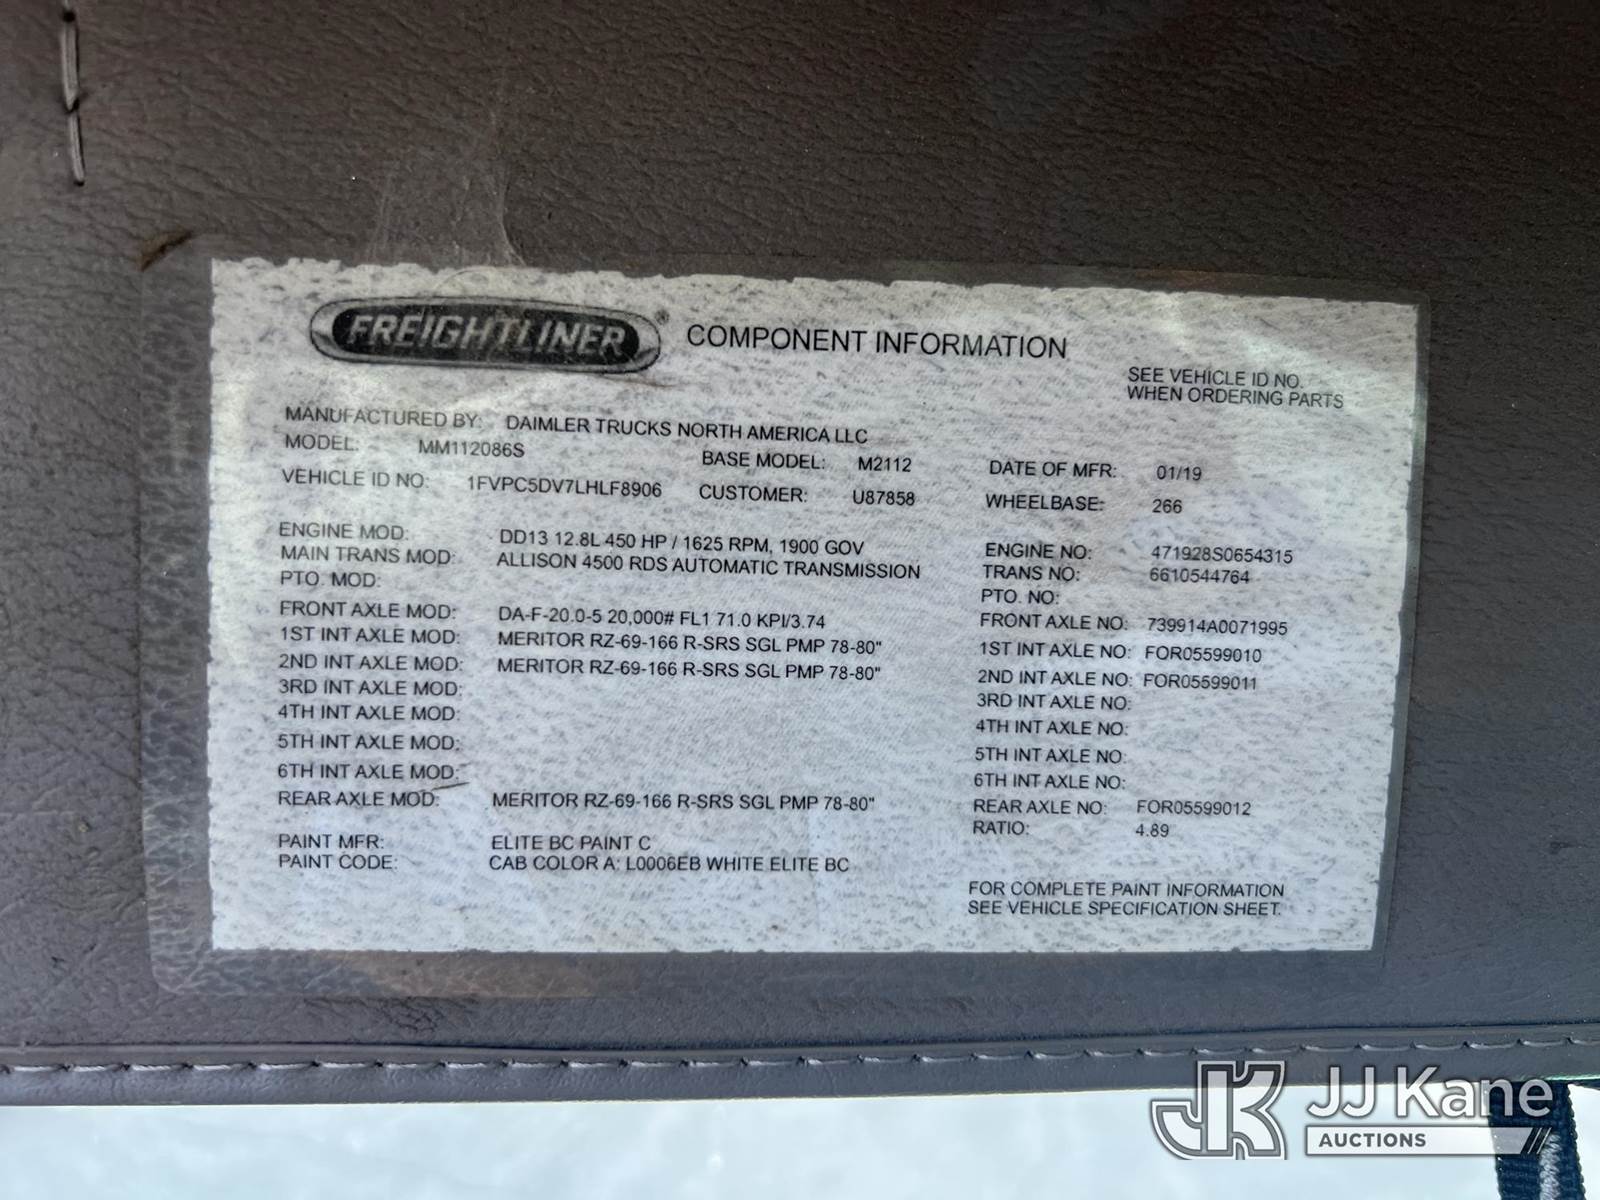 FREIGHTLINER® COMPONENT INFORMATION
SEE VEHICLE ID NO.
WHEN ORDERING PARTS
MANUFACTURED BY: DAIMLER TRUCKS NORTH AMERICA LLC
MODEL: MM112086S BASE MODEL: M2112 DATE OF MFR: 01/19
VEHICLE ID NO: 1FVPC5DV7LHLF8906 CUSTOMER: U87858 WHEELBASE: 266
ENGINE MOD: DD13 12.8L 450 HP / 1625 RPM, 1900 GOV ENGINE NO: 471928S0654315
MAIN TRANS MOD: ALLISON 4500 RDS AUTOMATIC TRANSMISSION TRANS NO: 6610544764
PTO. MOD: PTO. NO:
FRONT AXLE MOD: DA-F-20.0-5 20,000# FL1 71.0 KPI/3.74 FRONT AXLE NO: 739914A0071995
1ST INT AXLE MOD: MERITOR RZ-69-166 R-SRS SGL PMP 78-80" 1ST INT AXLE NO: FOR05599010
2ND INT AXLE MOD: MERITOR RZ-69-166 R-SRS SGL PMP 78-80" 2ND INT AXLE NO: FOR05599011
3RD INT AXLE MOD: 3RD INT AXLE NO:
4TH INT AXLE MOD: 4TH INT AXLE NO:
5TH INT AXLE MOD: 5TH INT AXLE NO:
6TH INT AXLE MOD: 6TH INT AXLE NO:
REAR AXLE MOD: MERITOR RZ-69-166 R-SRS SGL PMP 78-80" REAR AXLE NO: FOR05599012
RATIO: 4.89
PAINT MFR: ELITE BC PAINT C
PAINT CODE: CAB COLOR A: L0006EB WHITE ELITE BC
FOR COMPLETE PAINT INFORMATION
SEE VEHICLE SPECIFICATION SHEET.
JK JJ Kane
AUCTIONS